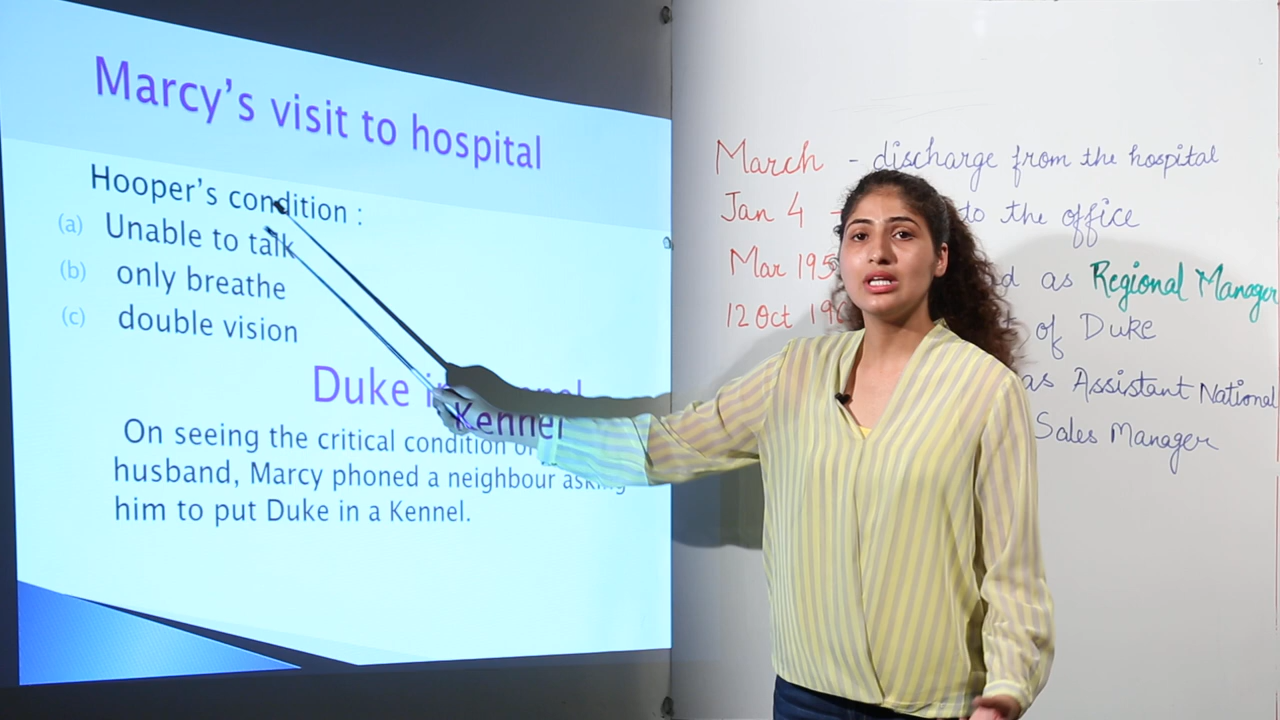 Marcy's visit to hospital
Hooper's condition :
(a) Unable to talk
(b) only breathe
(c) double vision
Duke
Kennel
On seeing the critical condition
husband, Marcy phoned a neighbour asking
him to put Duke in a Kennel.
March - discharge from the hospital
Jan 4 - to the office
Mar as Regional Manager
12 Oct of Duke
as Assistant National
Sales Manager